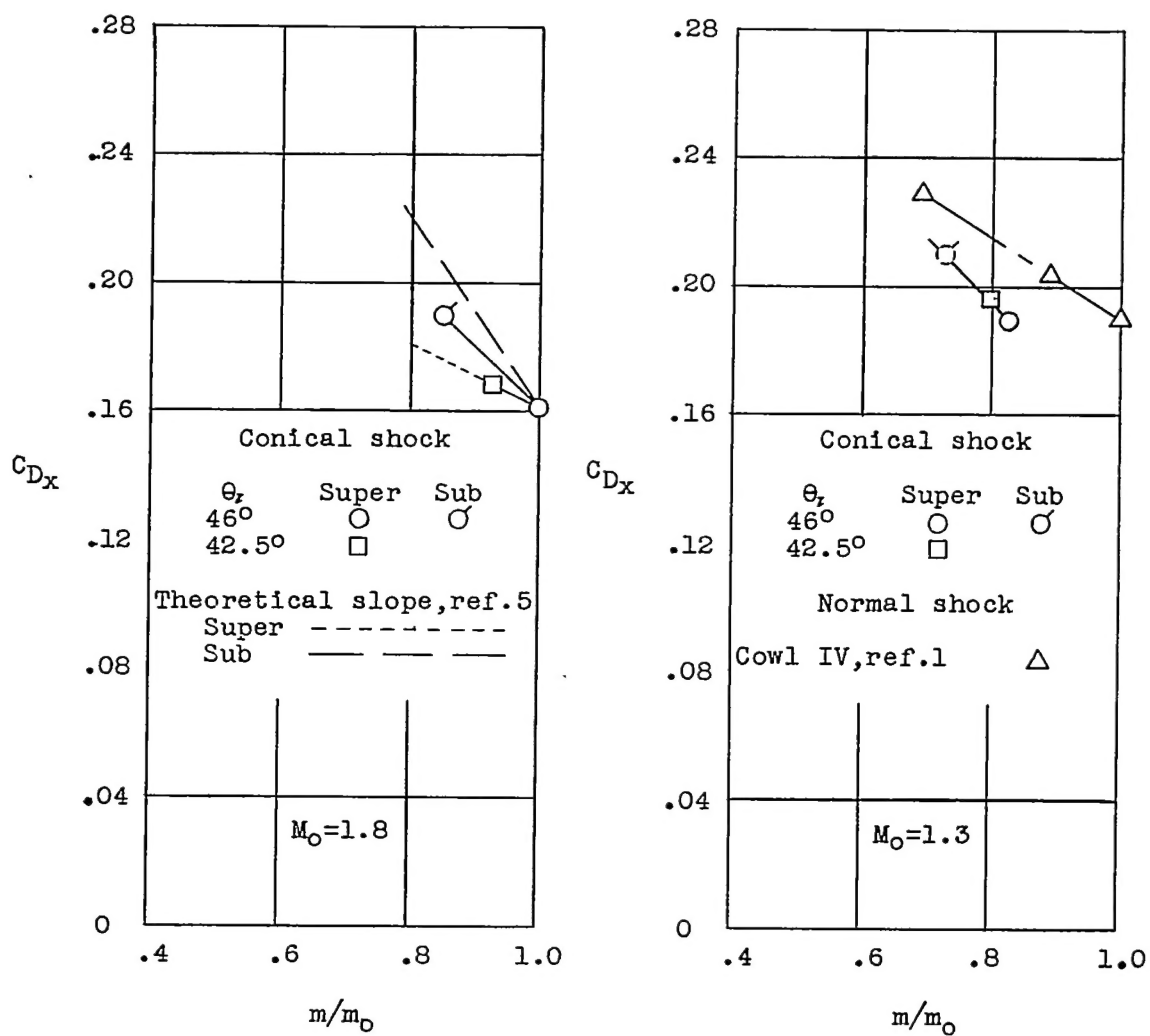 .28
.24
.20
.16
.12
.08
.04
0
C_Dx
Conical shock
θ_l Super Sub
46°
42.5°
Theoretical slope,ref.5
Super
Sub
M_o=1.8
.4 .6 .8 1.0
m/m_o
.28
.24
.20
.16
.12
.08
.04
0
C_Dx
Conical shock
θ_l Super Sub
46°
42.5°
Normal shock
Cowl IV,ref.1
M_o=1.3
.4 .6 .8 1.0
m/m_o